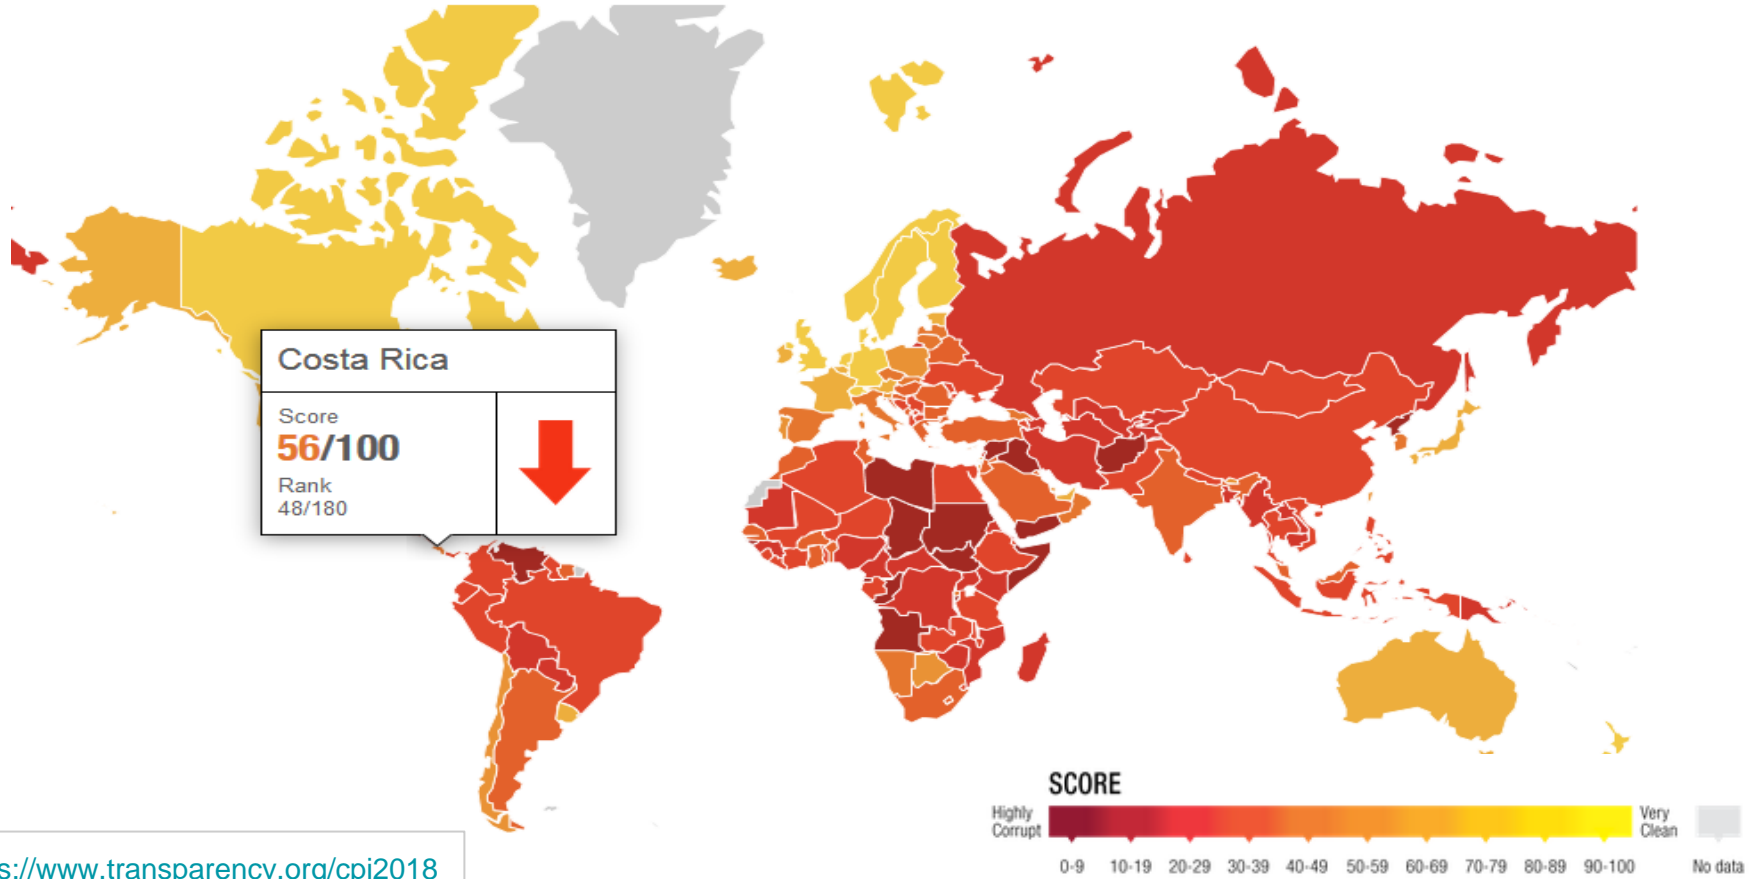 Costa Rica
Score
56/100
Rank
48/180
SCORE
Highly Corrupt
Very Clean
0-9 10-19 20-29 30-39 40-49 50-59 60-69 70-79 80-89 90-100 No data
s://www.transparency.org/cpi2018